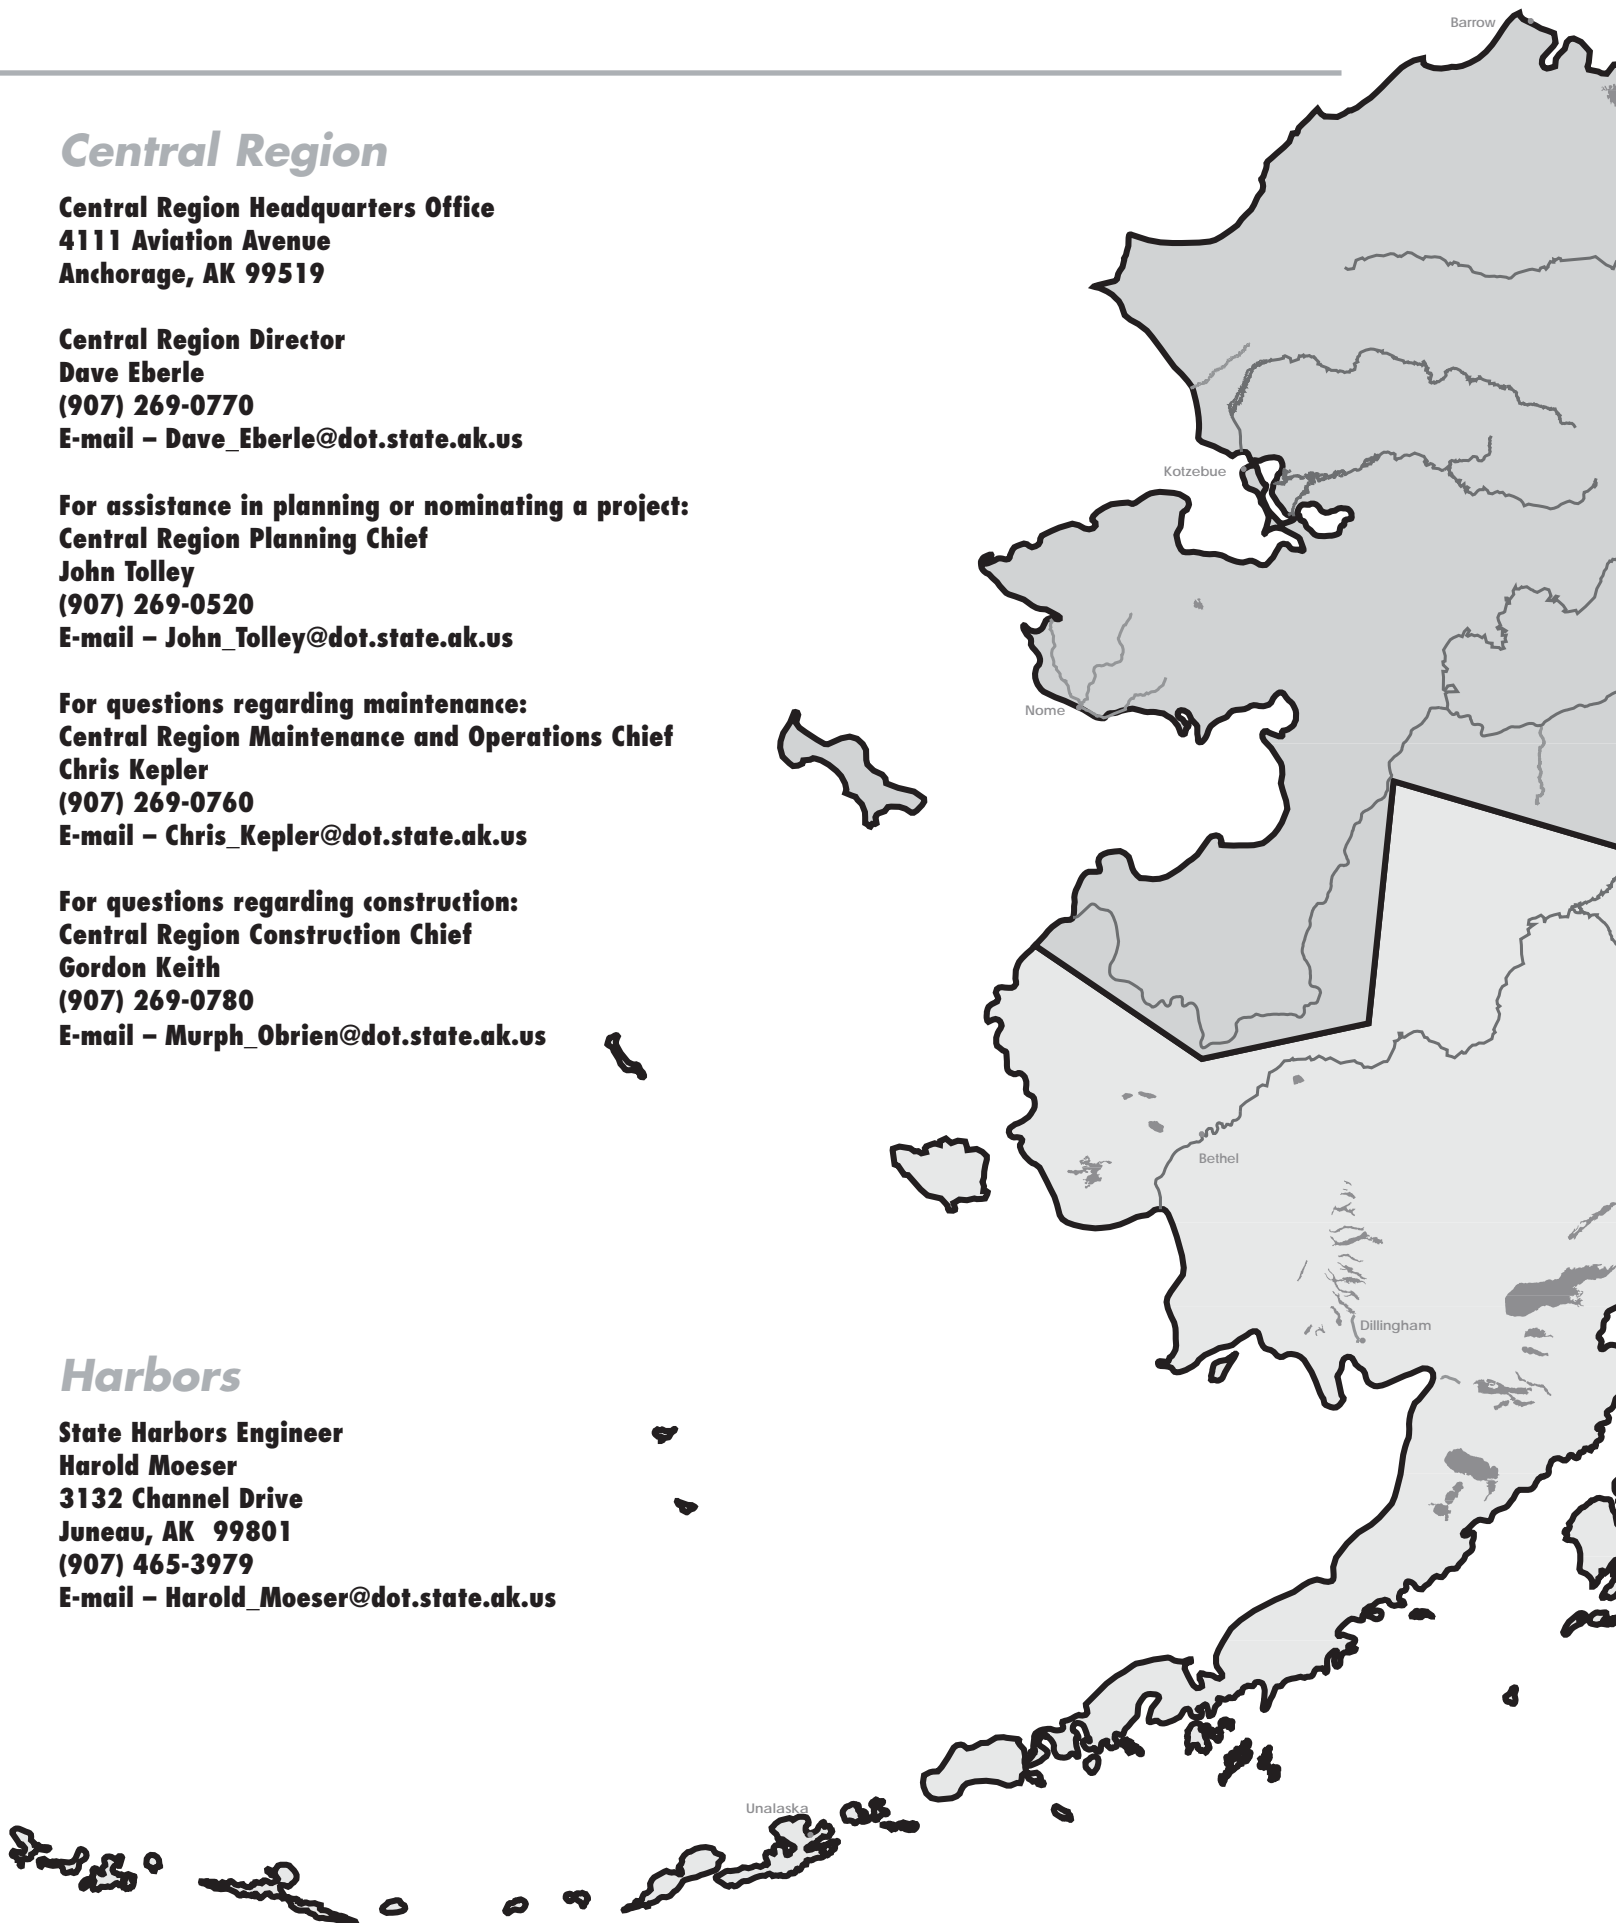 Barrow
Central Region
Central Region Headquarters Office
4111 Aviation Avenue
Anchorage, AK 99519
Central Region Director
Dave Eberle
(907) 269-0770
E-mail – Dave_Eberle@dot.state.ak.us
For assistance in planning or nominating a project:
Central Region Planning Chief
John Tolley
(907) 269-0520
E-mail – John_Tolley@dot.state.ak.us
For questions regarding maintenance:
Central Region Maintenance and Operations Chief
Chris Kepler
(907) 269-0760
E-mail – Chris_Kepler@dot.state.ak.us
For questions regarding construction:
Central Region Construction Chief
Gordon Keith
(907) 269-0780
E-mail – Murph_Obrien@dot.state.ak.us
Harbors
State Harbors Engineer
Harold Moeser
3132 Channel Drive
Juneau, AK  99801
(907) 465-3979
E-mail – Harold_Moeser@dot.state.ak.us
Kotzebue
Nome
Bethel
Dillingham
Unalaska